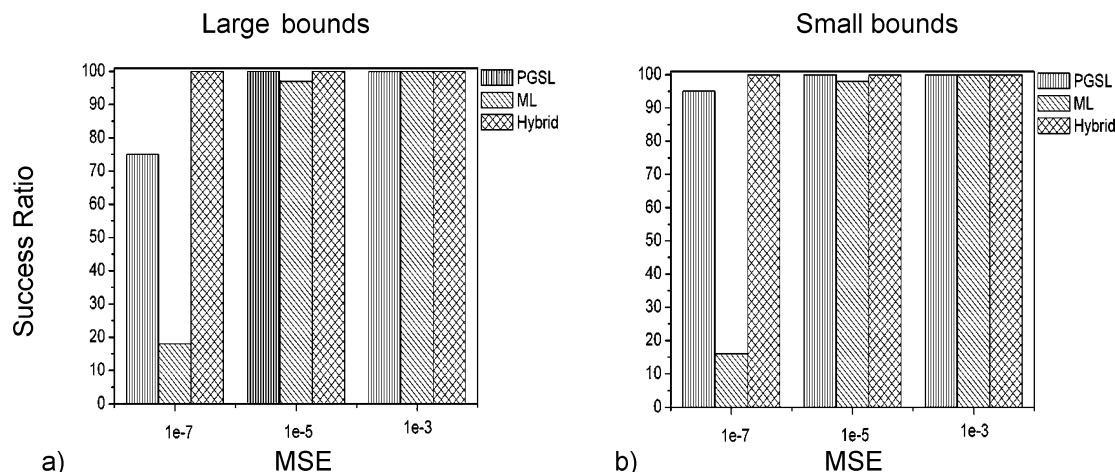 Large bounds
Small bounds
Success Ratio
100
90
80
70
60
50
40
30
20
10
0
1e-7
1e-5
1e-3
PGSL
ML
Hybrid
a)
MSE
100
90
80
70
60
50
40
30
20
10
0
1e-7
1e-5
1e-3
PGSL
ML
Hybrid
b)
MSE